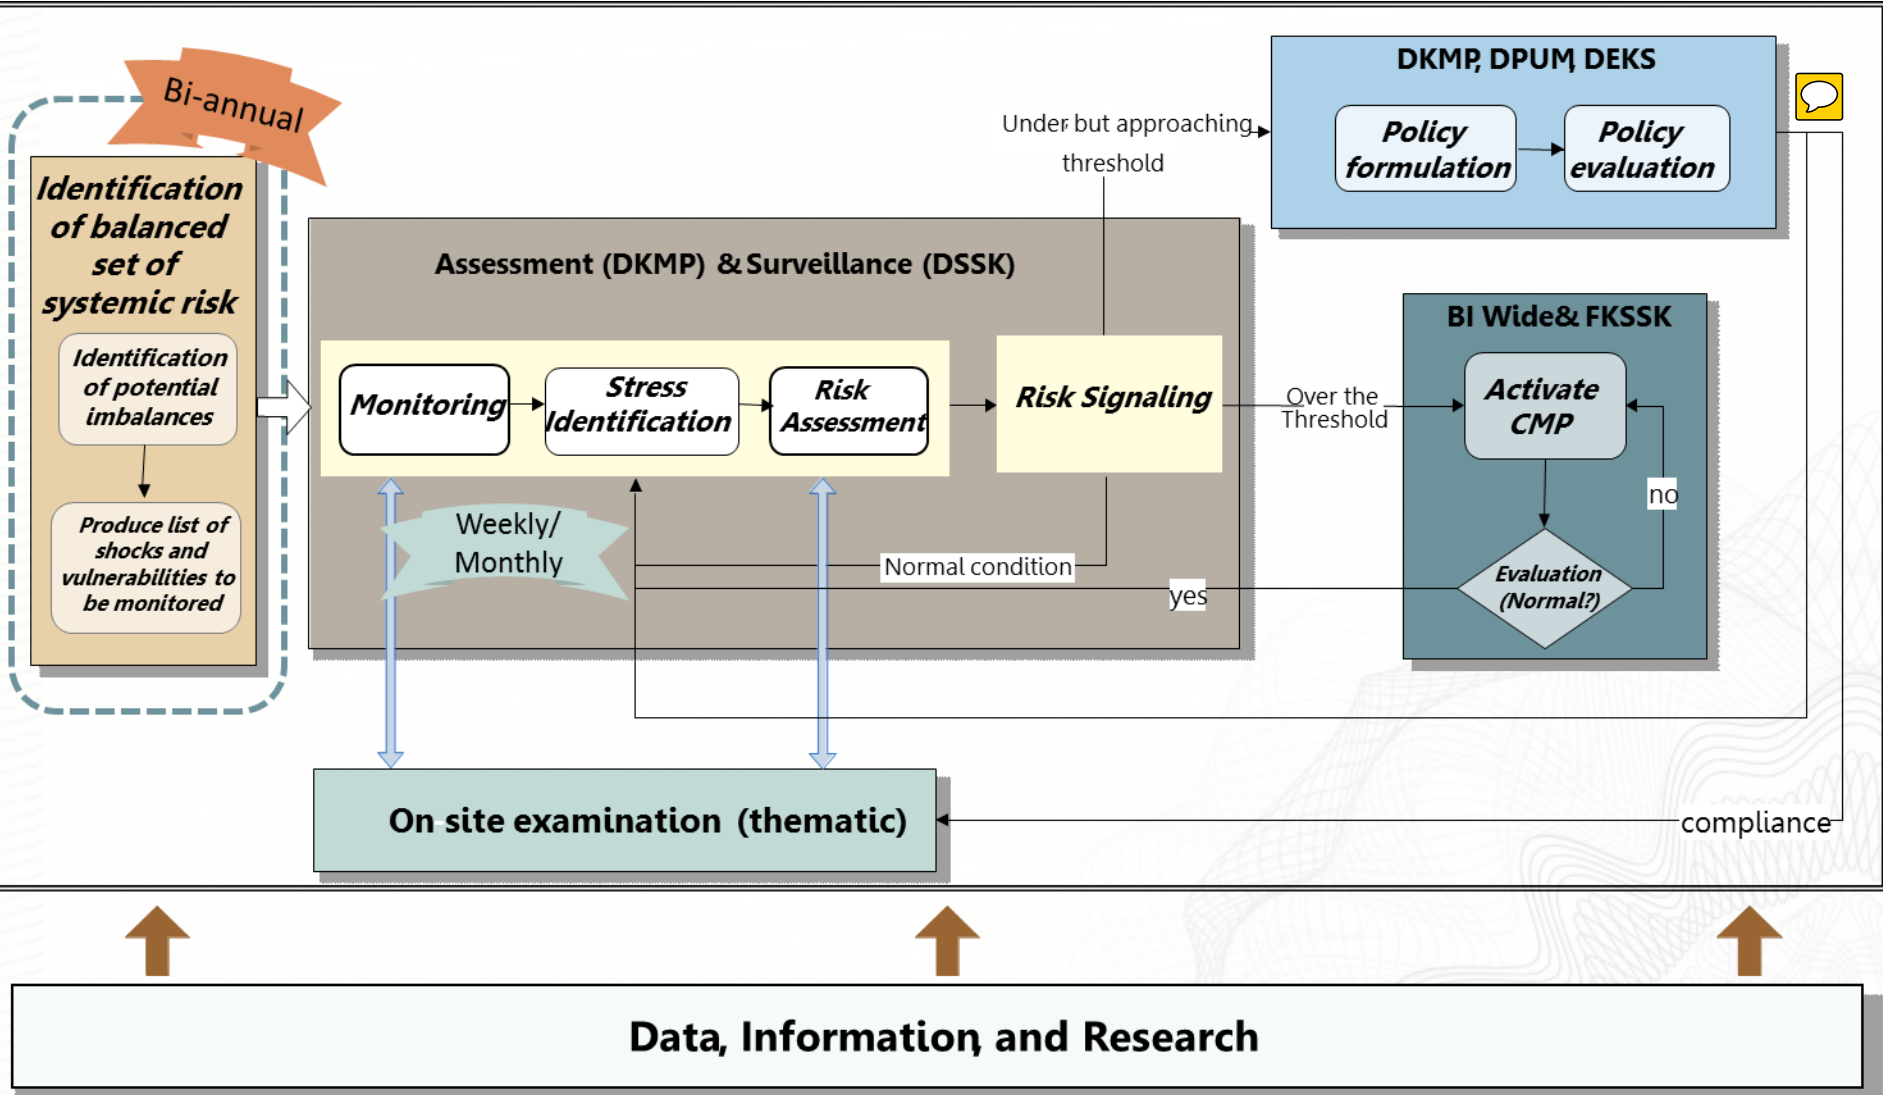 Bi-annual
Identification
of balanced
set of
systemic risk
Identification
of potential
imbalances
Produce list of
shocks and
vulnerabilities to
be monitored
Assessment (DKMP) & Surveillance (DSSK)
Monitoring
Stress
Identification
Risk
Assessment
Risk Signaling
Weekly/
Monthly
Normal condition
yes
Under but approaching
threshold
Over the
Threshold
DKMP, DPUM, DEKS
Policy
formulation
Policy
evaluation
BI Wide& FKSSK
Activate
CMP
no
Evaluation
(Normal?)
On-site examination (thematic)
compliance
Data, Information, and Research